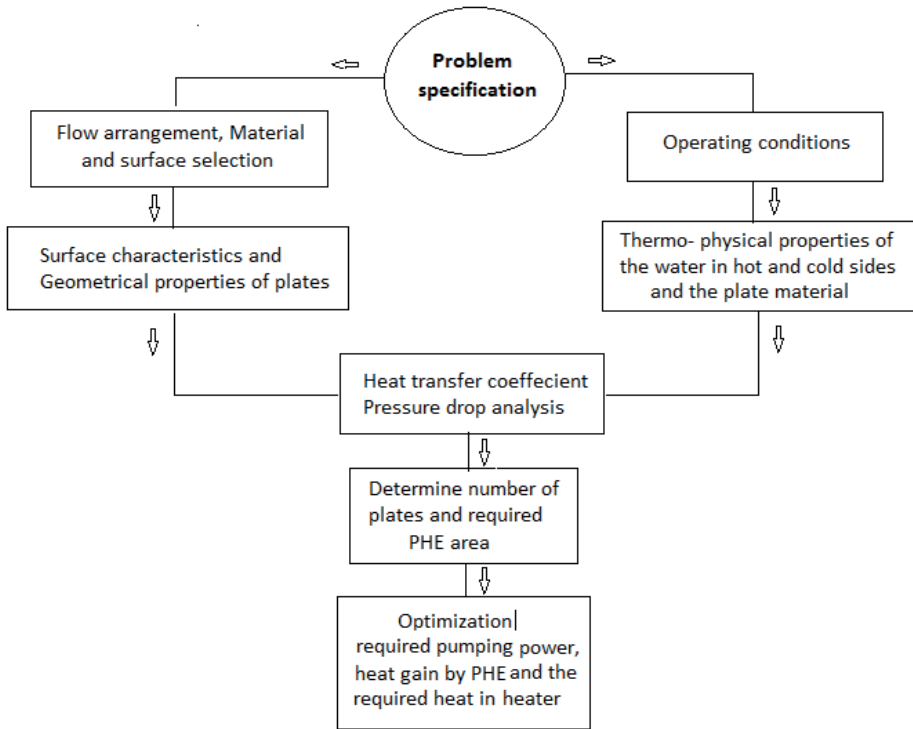 Problem
specification
Flow arrangement, Material
and surface selection
Operating conditions
Surface characteristics and
Geometrical properties of plates
Thermo- physical properties of
the water in hot and cold sides
and the plate material
Heat transfer coeffecient
Pressure drop analysis
Determine number of
plates and required
PHE area
Optimization|
required pumping power,
heat gain by PHE and the
required heat in heater